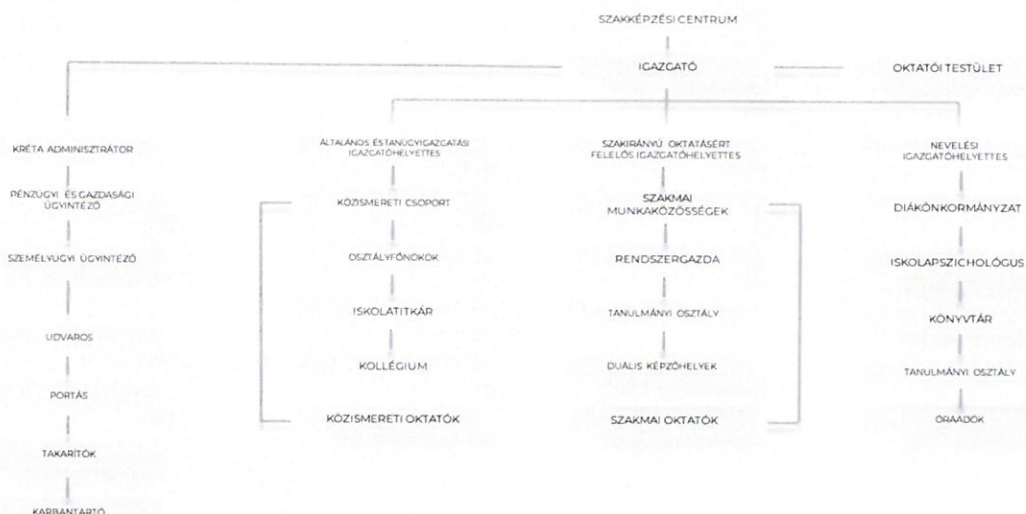 SZAKKÉPZÉSI CENTRUM
IGAZGATÓ
OKTATÓI TESTÜLET
KRÉTA ADMINISZTRÁTOR
PÉNZÜGYI ÉS GAZDASÁGI
ÜGYINTÉZŐ
SZEMÉLYÜGYI ÜGYINTÉZŐ
UDVAROS
PORTÁS
TAKARÍTÓK
KARBANTARTÓ
ÁLTALÁNOS ÉS TANÜGYIGAZGATÁSI
IGAZGATÓHELYETTES
KÖZISMERETI CSOPORT
OSZTÁLYFŐNÖKÖK
ISKOLATITKÁR
KOLLÉGIUM
KÖZISMERETI OKTATÓK
SZAKIRÁNYÚ OKTATÁSÉRT
FELELŐS IGAZGATÓHELYETTES
SZAKMAI
MUNKAKÖZÖSSÉGEK
RENDSZERGAZDA
TANULMÁNYI OSZTÁLY
DUÁLIS KÉPZŐHELYEK
SZAKMAI OKTATÓK
NEVELÉSI
IGAZGATÓHELYETTES
DIÁKÖNKORMÁNYZAT
ISKOLAPSZICHOLÓGUS
KÖNYVTÁR
TANULMÁNYI OSZTÁLY
ÓRAADÓK